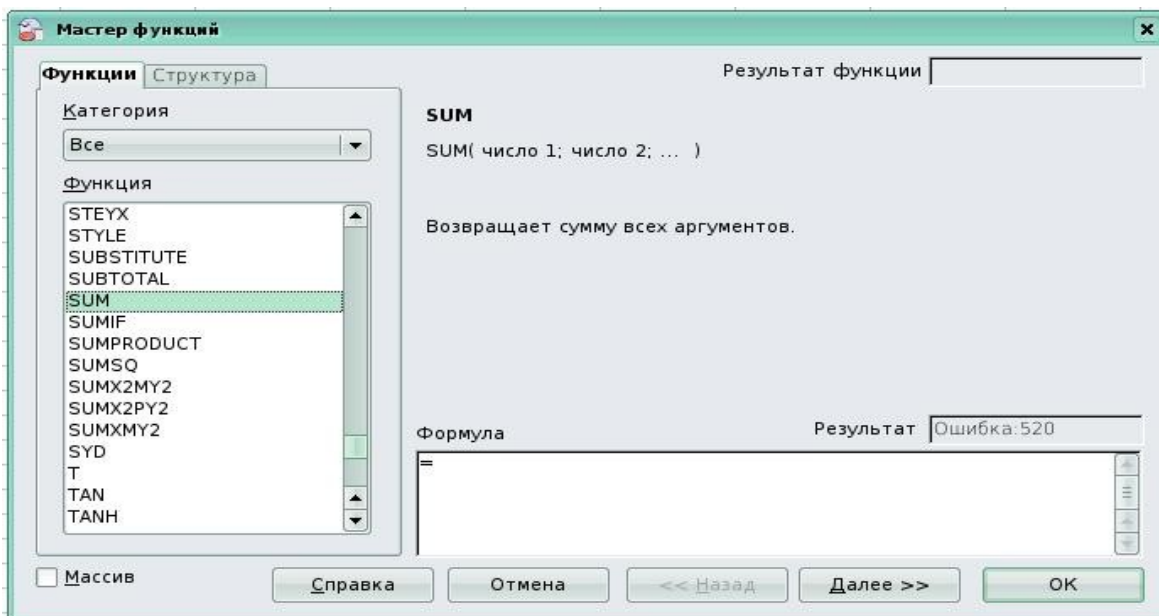 Мастер функций
Функции Структура
Результат функции
Категория
Все
Функция
STEYX
STYLE
SUBSTITUTE
SUBTOTAL
SUM
SUMIF
SUMPRODUCT
SUMSQ
SUMX2MY2
SUMX2PY2
SUMXMY2
SYD
T
TAN
TANH
SUM
SUM( число 1; число 2; ... )
Возвращает сумму всех аргументов.
Формула
Результат Ошибка:520
=
Массив
Справка Отмена << Назад Далее >> ОК